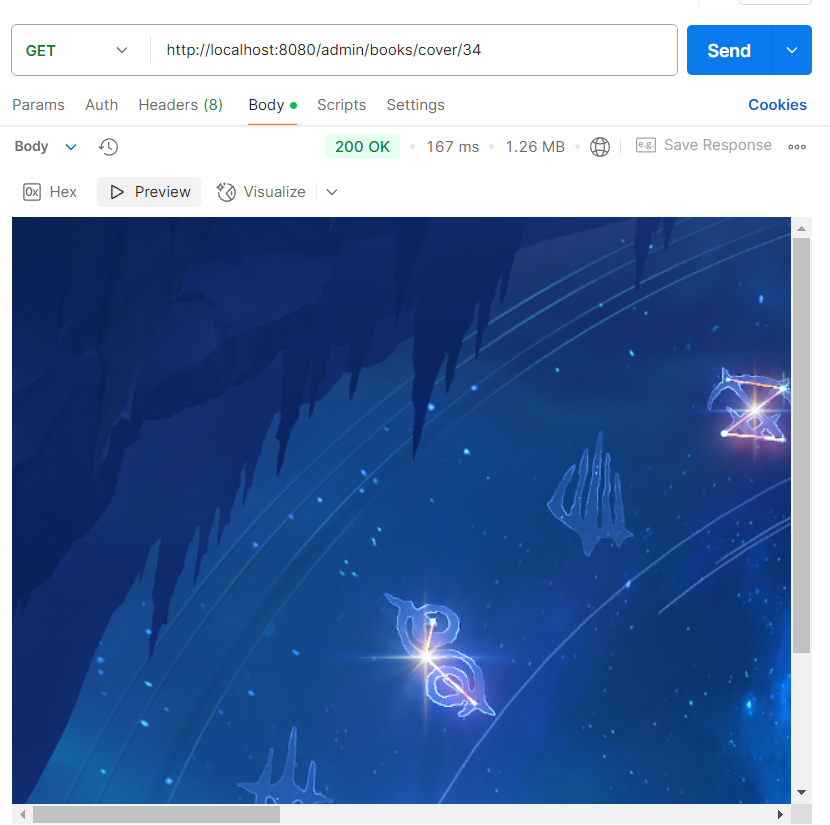 GET http://localhost:8080/admin/books/cover/34 Send
Params Auth Headers (8) Body Scripts Settings Cookies
Body 200 OK 167 ms 1.26 MB e.g. Save Response
0x Hex Preview Visualize